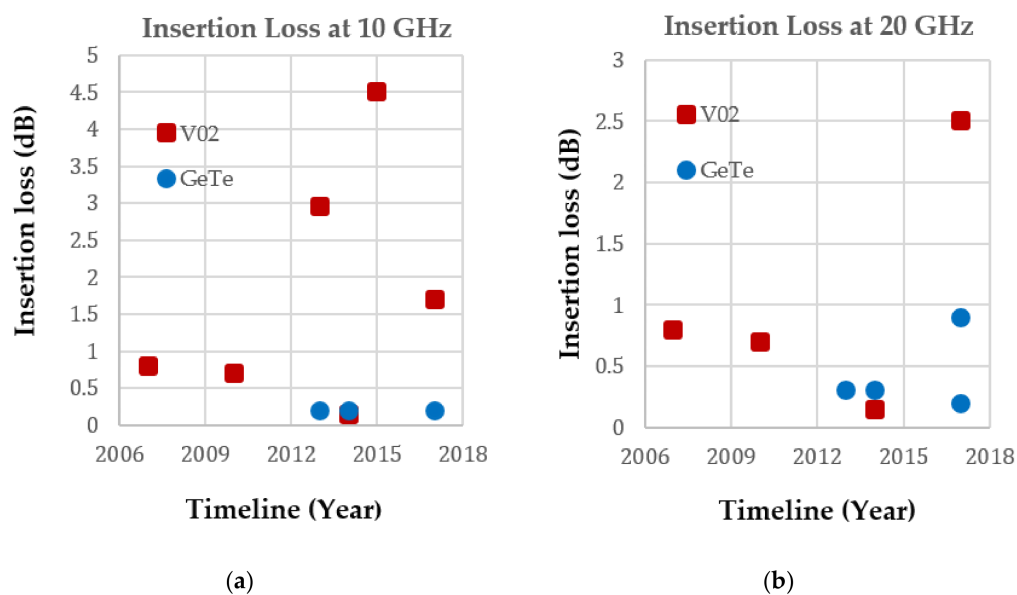 Insertion Loss at 10 GHz
5
4.5
4
3.5
3
2.5
2
1.5
1
0.5
0
V02
GeTe
Insertion loss (dB)
2006 2009 2012 2015 2018
Timeline (Year)
(a)
Insertion Loss at 20 GHz
3
2.5
2
1.5
1
0.5
0
V02
GeTe
Insertion loss (dB)
2006 2009 2012 2015 2018
Timeline (Year)
(b)